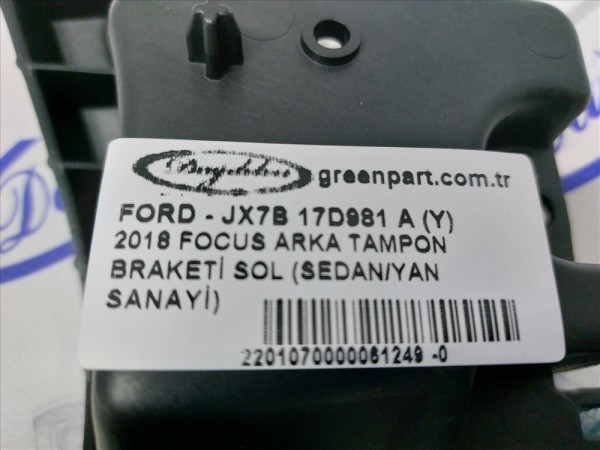 greenpart.com.tr
FORD - JX7B 17D981 A (Y)
2018 FOCUS ARKA TAMPON
BRAKETİ SOL (SEDAN/YAN
SANAYİ)
2201070000061249 -0